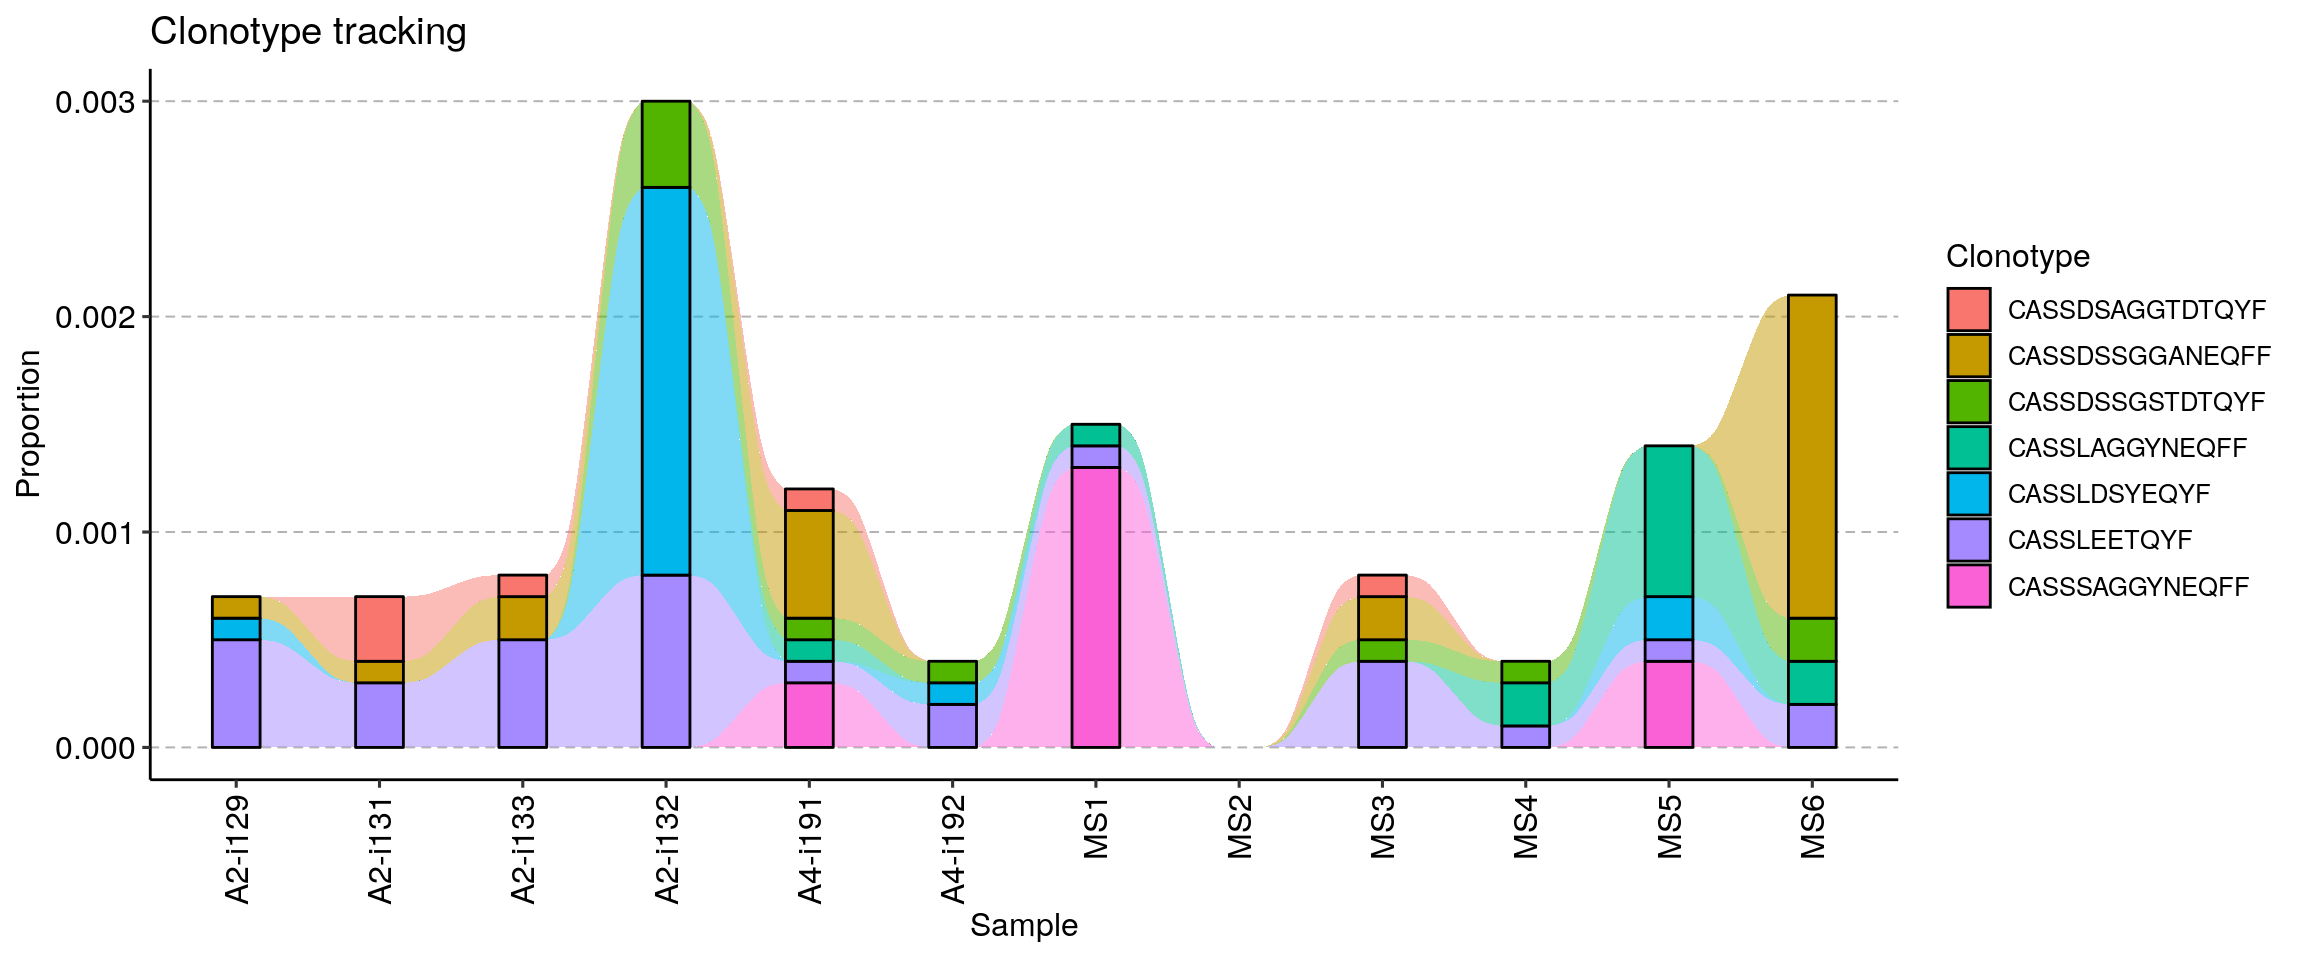 Clonotype tracking
0.003
0.002
0.001
0.000
Proportion
A2-i129
A2-i131
A2-i133
A2-i132
A4-i191
A4-i192
MS1
MS2
MS3
MS4
MS5
MS6
Sample
Clonotype
CASSDSAGGTDTQYF
CASSDSSGGANEQFF
CASSDSSGSTDTQYF
CASSLAGGYNEQFF
CASSLDSYEQYF
CASSLEETQYF
CASSSAGGYNEQFF